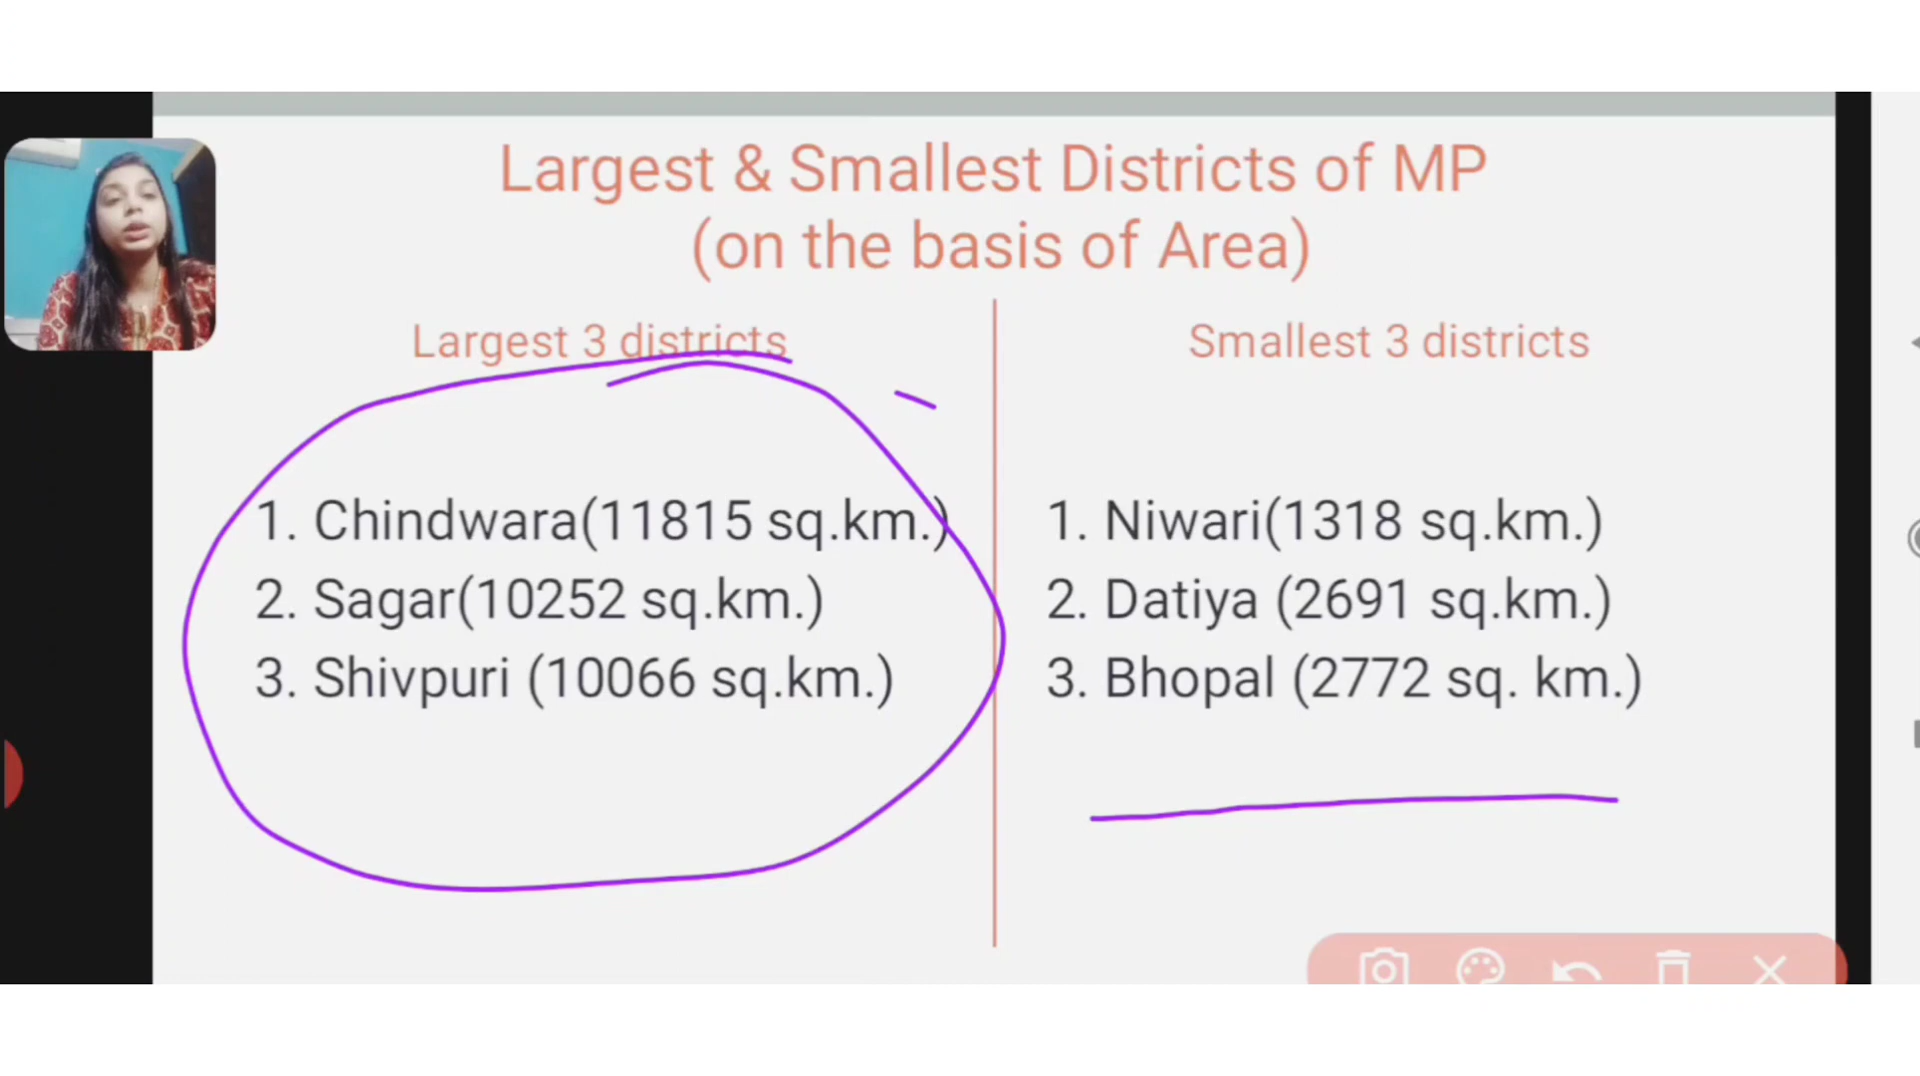 Largest & Smallest Districts of MP
(on the basis of Area)
Largest 3 districts
1. Chindwara(11815 sq.km.)
2. Sagar(10252 sq.km.)
3. Shivpuri (10066 sq.km.)
Smallest 3 districts
1. Niwari(1318 sq.km.)
2. Datiya (2691 sq.km.)
3. Bhopal (2772 sq. km.)